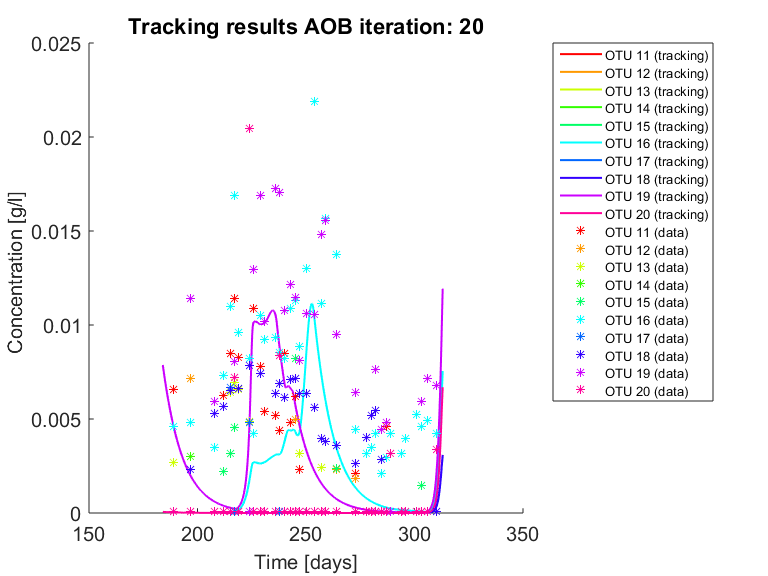 Tracking results AOB iteration: 20
0.025
0.02
0.015
0.01
0.005
0
150
200
250
300
350
Concentration [g/l]
Time [days]
OTU 11 (tracking)
OTU 12 (tracking)
OTU 13 (tracking)
OTU 14 (tracking)
OTU 15 (tracking)
OTU 16 (tracking)
OTU 17 (tracking)
OTU 18 (tracking)
OTU 19 (tracking)
OTU 20 (tracking)
OTU 11 (data)
OTU 12 (data)
OTU 13 (data)
OTU 14 (data)
OTU 15 (data)
OTU 16 (data)
OTU 17 (data)
OTU 18 (data)
OTU 19 (data)
OTU 20 (data)